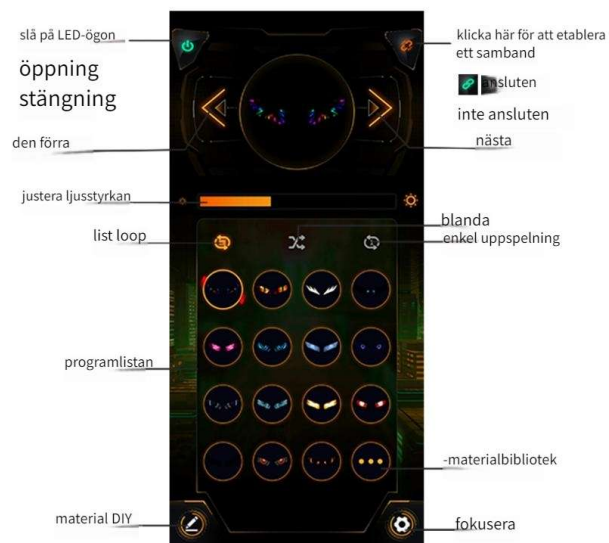 slå på LED-ögon
öppning
stängning
den förra
justera ljusstyrkan
list loop
programlistan
material DIY
klicka här för att etablera
ett samband
ansluten
inte ansluten
nästa
blanda
enkel uppspelning
-materialbibliotek
fokusera